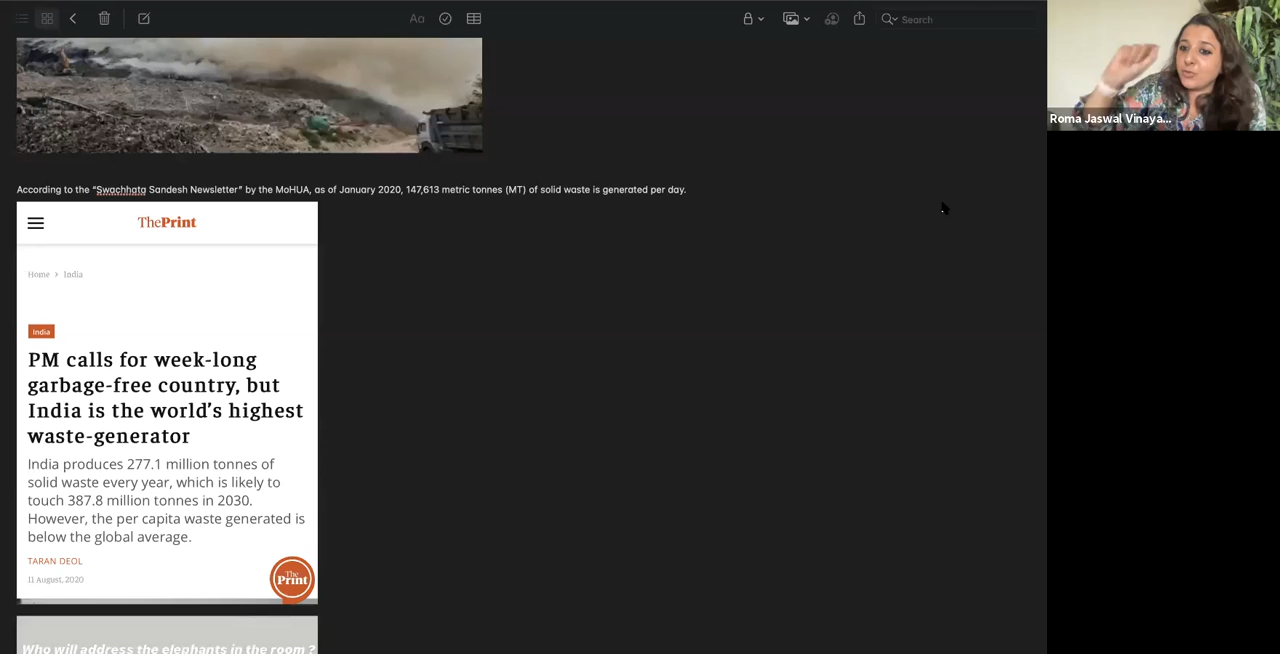 Aa
Search
Roma Jaswal Vinaya...
According to the “Swachhata Sandesh Newsletter” by the MoHUA, as of January 2020, 147,613 metric tonnes (MT) of solid waste is generated per day.
ThePrint
Home > India
India
PM calls for week-long
garbage-free country, but
India is the world’s highest
waste-generator
India produces 277.1 million tonnes of
solid waste every year, which is likely to
touch 387.8 million tonnes in 2030.
However, the per capita waste generated is
below the global average.
TARAN DEOL
11 August, 2020
The
Print
Who will address the elephants in the room ?